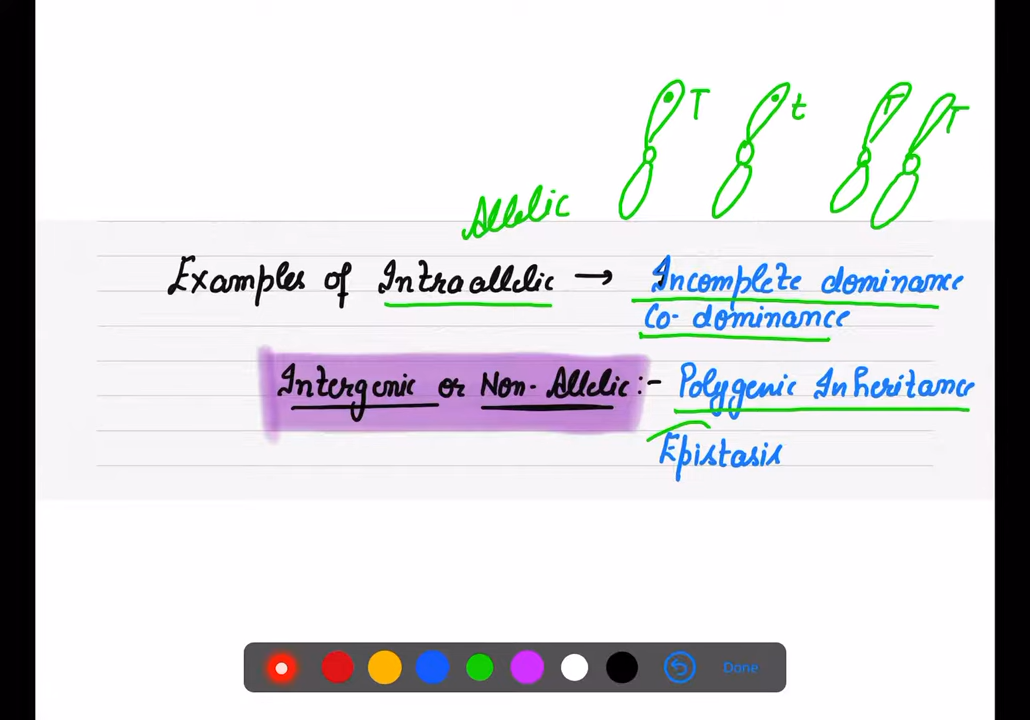 T t T T
Allelic
Examples of Intraallelic → Incomplete dominance
Co-dominance
Intergenic or Non-Allelic :- Polygenic Inheritance
Epistasis
Done